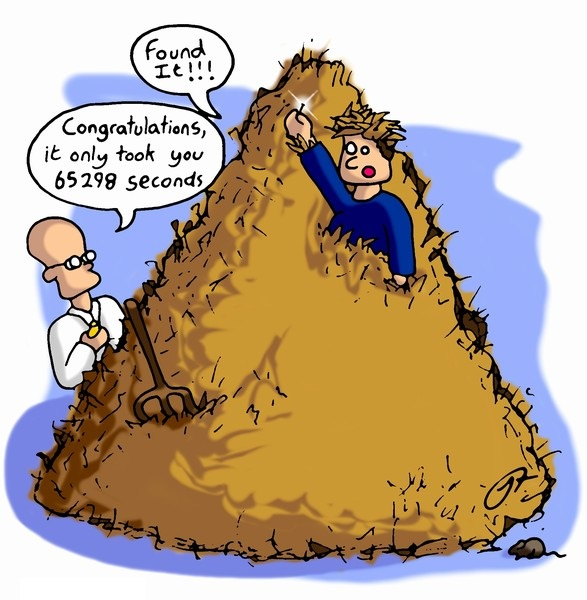 Found
It!!!
Congratulations,
it only took you
65298 seconds